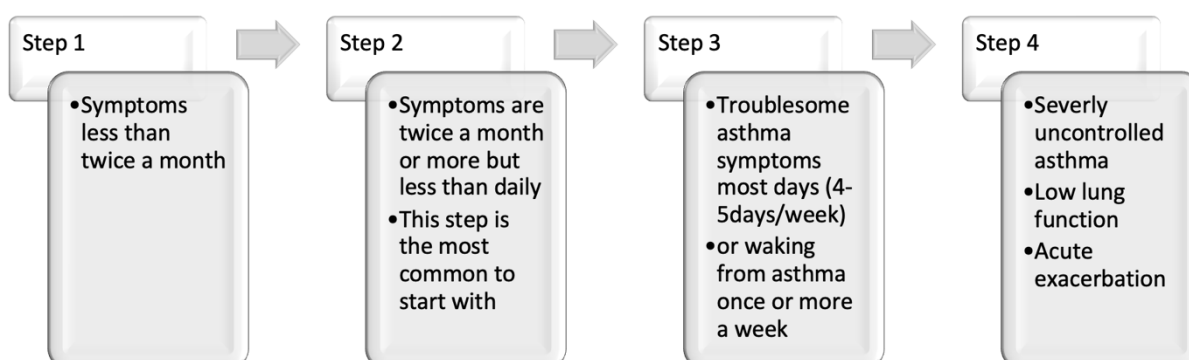 Step 1
•Symptoms
less than
twice a month
Step 2
•Symptoms are
twice a month
or more but
less than daily
•This step is
the most
common to
start with
Step 3
•Troublesome
asthma
symptoms
most days (4-
5days/week)
•or waking
from asthma
once or more
a week
Step 4
•Severly
uncontrolled
asthma
•Low lung
function
•Acute
exacerbation